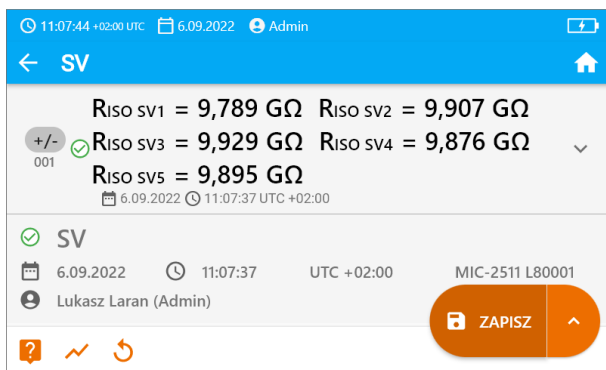 11:07:44 +02:00 UTC 6.09.2022 Admin
SV
RISO SV1 = 9,789 GΩ RISO SV2 = 9,907 GΩ
+/- RISO SV3 = 9,929 GΩ RISO SV4 = 9,876 GΩ
001
RISO SV5 = 9,895 GΩ
6.09.2022 11:07:37 UTC +02:00
SV
6.09.2022 11:07:37 UTC +02:00 MIC-2511 L80001
Lukasz Laran (Admin)
ZAPISZ